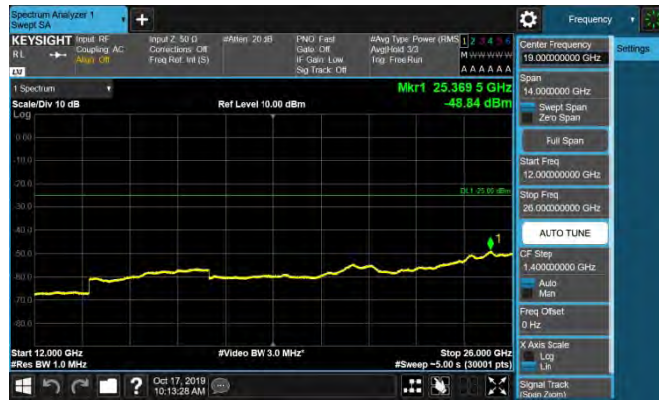 Spectrum Analyzer 1
Swept SA
+
Frequency
KEYSIGHT
RL
LM
Input: RF
Coupling: AC
Align: Off
Input Z: 50 Ω
Corrections: Off
Freq Ref: Int (S)
#Atten: 20 dB
PNO: Fast
Gate: Off
IF Gain: Low
Sig Track: Off
#Avg Type: Power (RMS
Avg|Hold: 3/3
Trig: Free Run
1 2 3 4 5 6
M W W W W W
A A A A A A
1 Spectrum
Scale/Div 10 dB
Log
Ref Level 10.00 dBm
Mkr1 25.369 5 GHz
-48.84 dBm
0.00
-10.0
-20.0
-30.0
-40.0
-50.0
-60.0
-70.0
-80.0
DL1 -25.00 dBm
1
Start 12.000 GHz
#Res BW 1.0 MHz
#Video BW 3.0 MHz*
Stop 26.000 GHz
#Sweep ~5.00 s (30001 pts)
?
Oct 17, 2019
10:13:28 AM
Center Frequency
19.000000000 GHz
Settings
Span
14.0000000 GHz
Swept Span
Zero Span
Full Span
Start Freq
12.000000000 GHz
Stop Freq
26.000000000 GHz
AUTO TUNE
CF Step
1.400000000 GHz
Auto
Man
Freq Offset
0 Hz
X Axis Scale
Log
Lin
Signal Track
(Span Zoom)